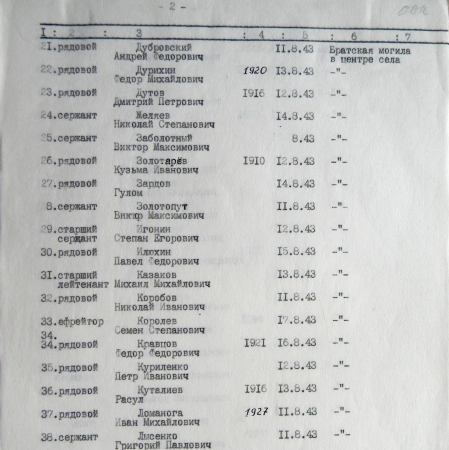 - 2 -
I : 2 : 3 : 4 : 5 : 6 : 7
21.рядовой Дубровский 11.8.43 Братская могила
Андрей Федорович в центре села
22.рядовой Дурихин 1920 13.8.43 -"-
Федор Михайлович
23.рядовой Дутов 1916 12.8.43 -"-
Дмитрий Петрович
24.сержант Желяев 14.8.43 -"-
Николай Степанович
25.сержант Заболотный 8.43 -"-
Виктор Максимович
26.рядовой Золотарёв 1910 12.8.43 -"-
Кузьма Иванович
27.рядовой Зардов 14.8.43 -"-
Гулом
8.сержант Золотопут 11.8.43 -"-
Виктор Максимович
29.старший Игонин 12.8.43 -"-
сержант Степан Егорович
30.рядовой Илюхин 15.8.43 -"-
Павел Федорович
31.старший Казаков 13.8.43 -"-
лейтенант Михаил Михайлович
32.рядовой Коробов 11.8.43 -"-
Николай Иванович
33.ефрейтор Королев 17.8.43 -"-
34. Семен Степанович
34.рядовой Кравцов 1921 16.8.43 -"-
Федор Федорович
35.рядовой Куриленко 12.8.43 -"-
Петр Иванович
36.рядовой Куталиев 1916 13.8.43 -"-
Расул
37.рядовой Ломанога 1927 11.8.43 -"-
Иван Михайлович
38.сержант Лысенко 11.8.43 -"-
Григорий Павлович